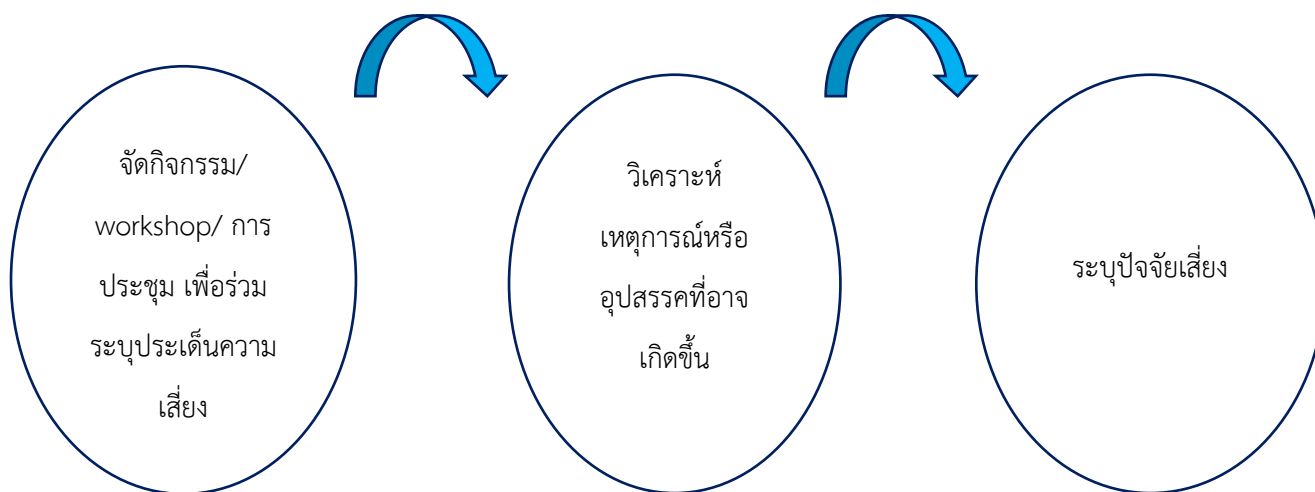 จัดกิจกรรม/
workshop/ การ
ประชุม เพื่อร่วม
ระบุประเด็นความ
เสี่ยง
วิเคราะห์
เหตุการณ์หรือ
อุปสรรคที่อาจ
เกิดขึ้น
ระบุปัจจัยเสี่ยง